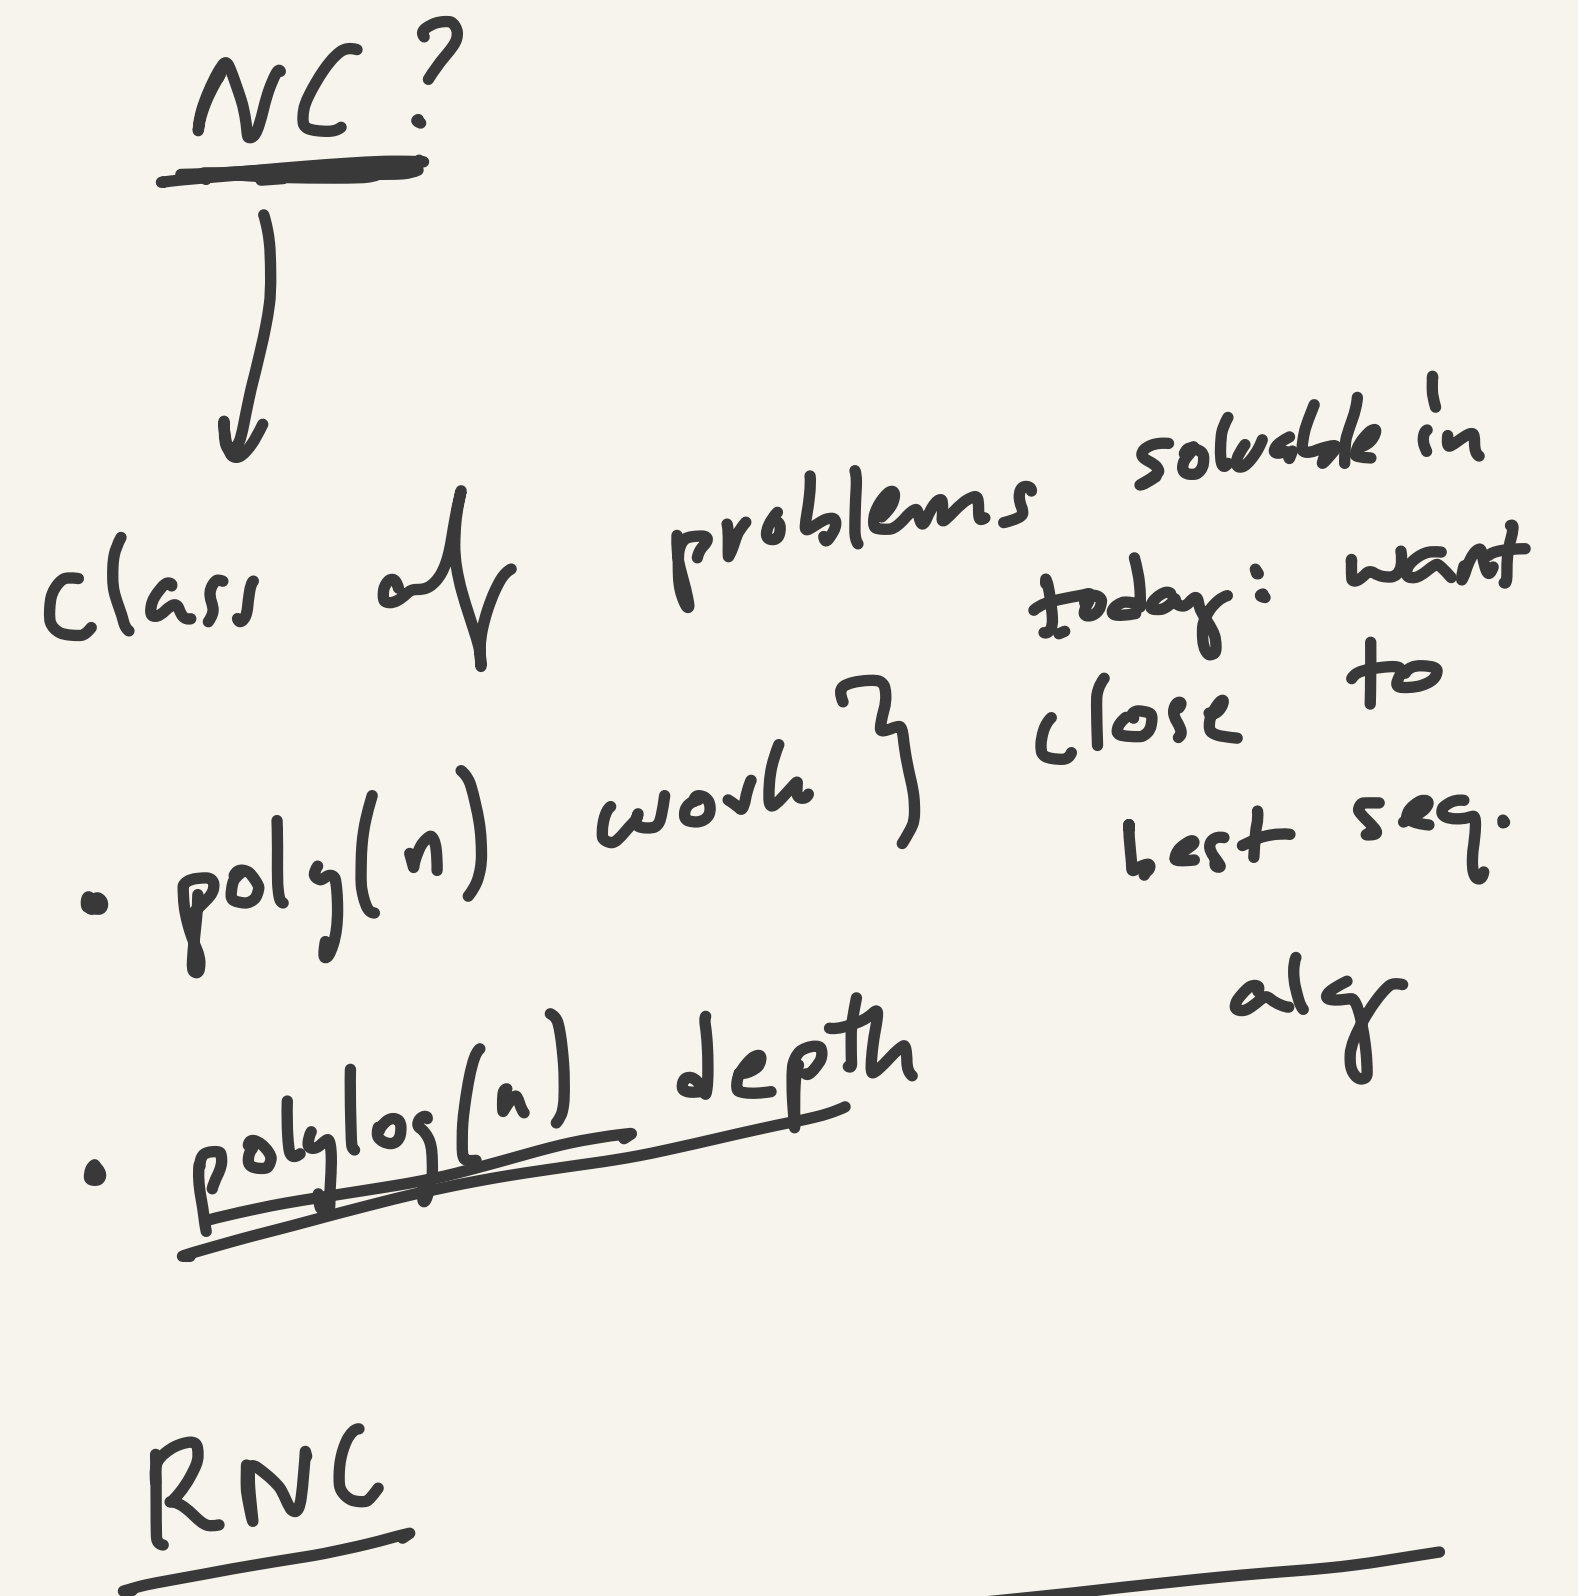 NC?
class of problems solvable in
• poly(n) work }
today: want
close to
best seq.
alg
• polylog(n) depth
RNC